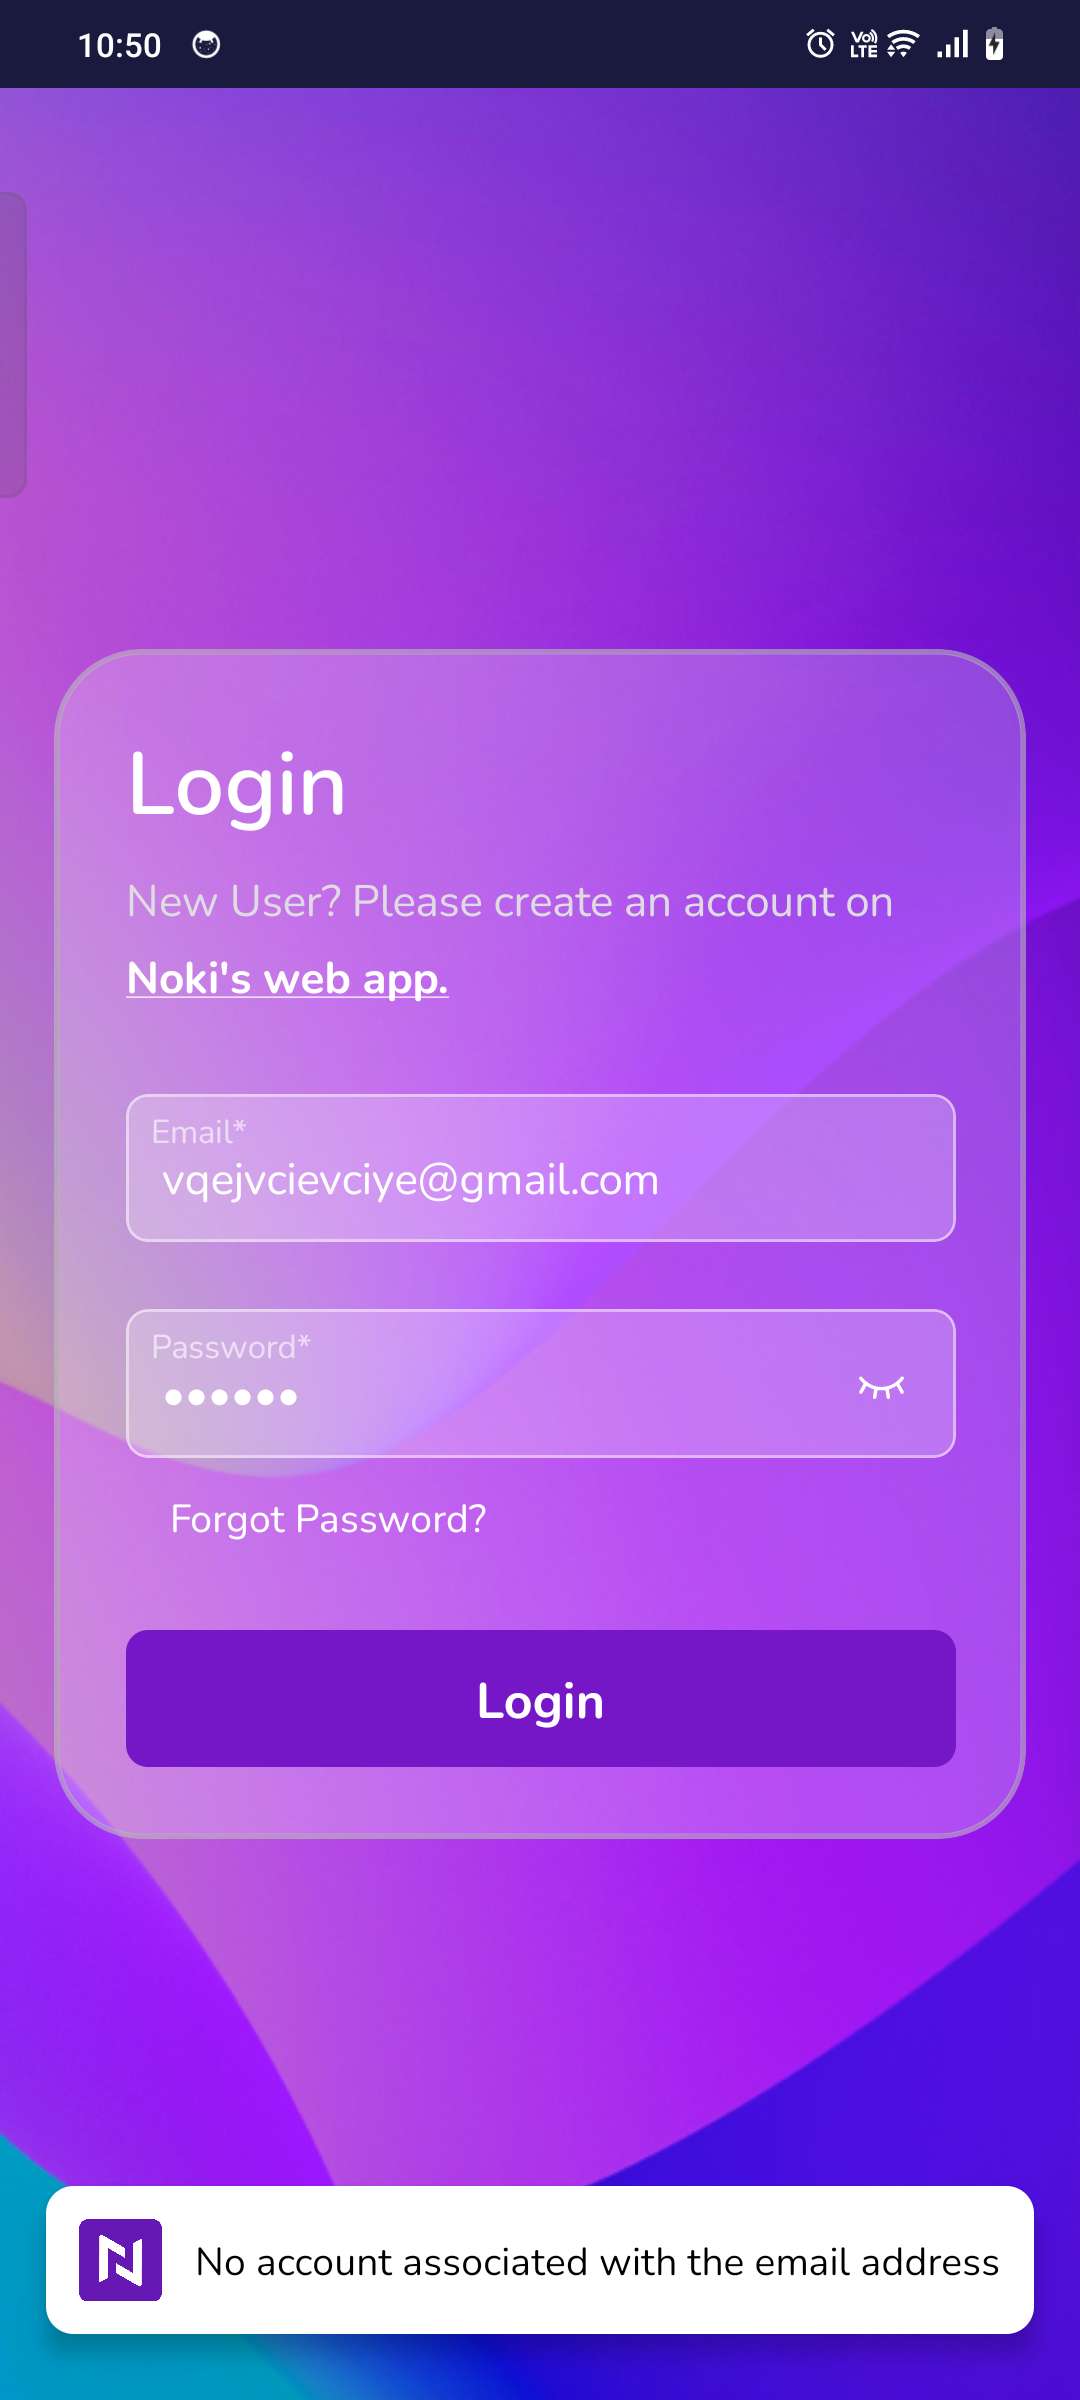 10:50
Vo)) LTE
Login
New User? Please create an account on
Noki's web app.
Email*
vqejvcievciye@gmail.com
Password*
••••••
Forgot Password?
Login
No account associated with the email address